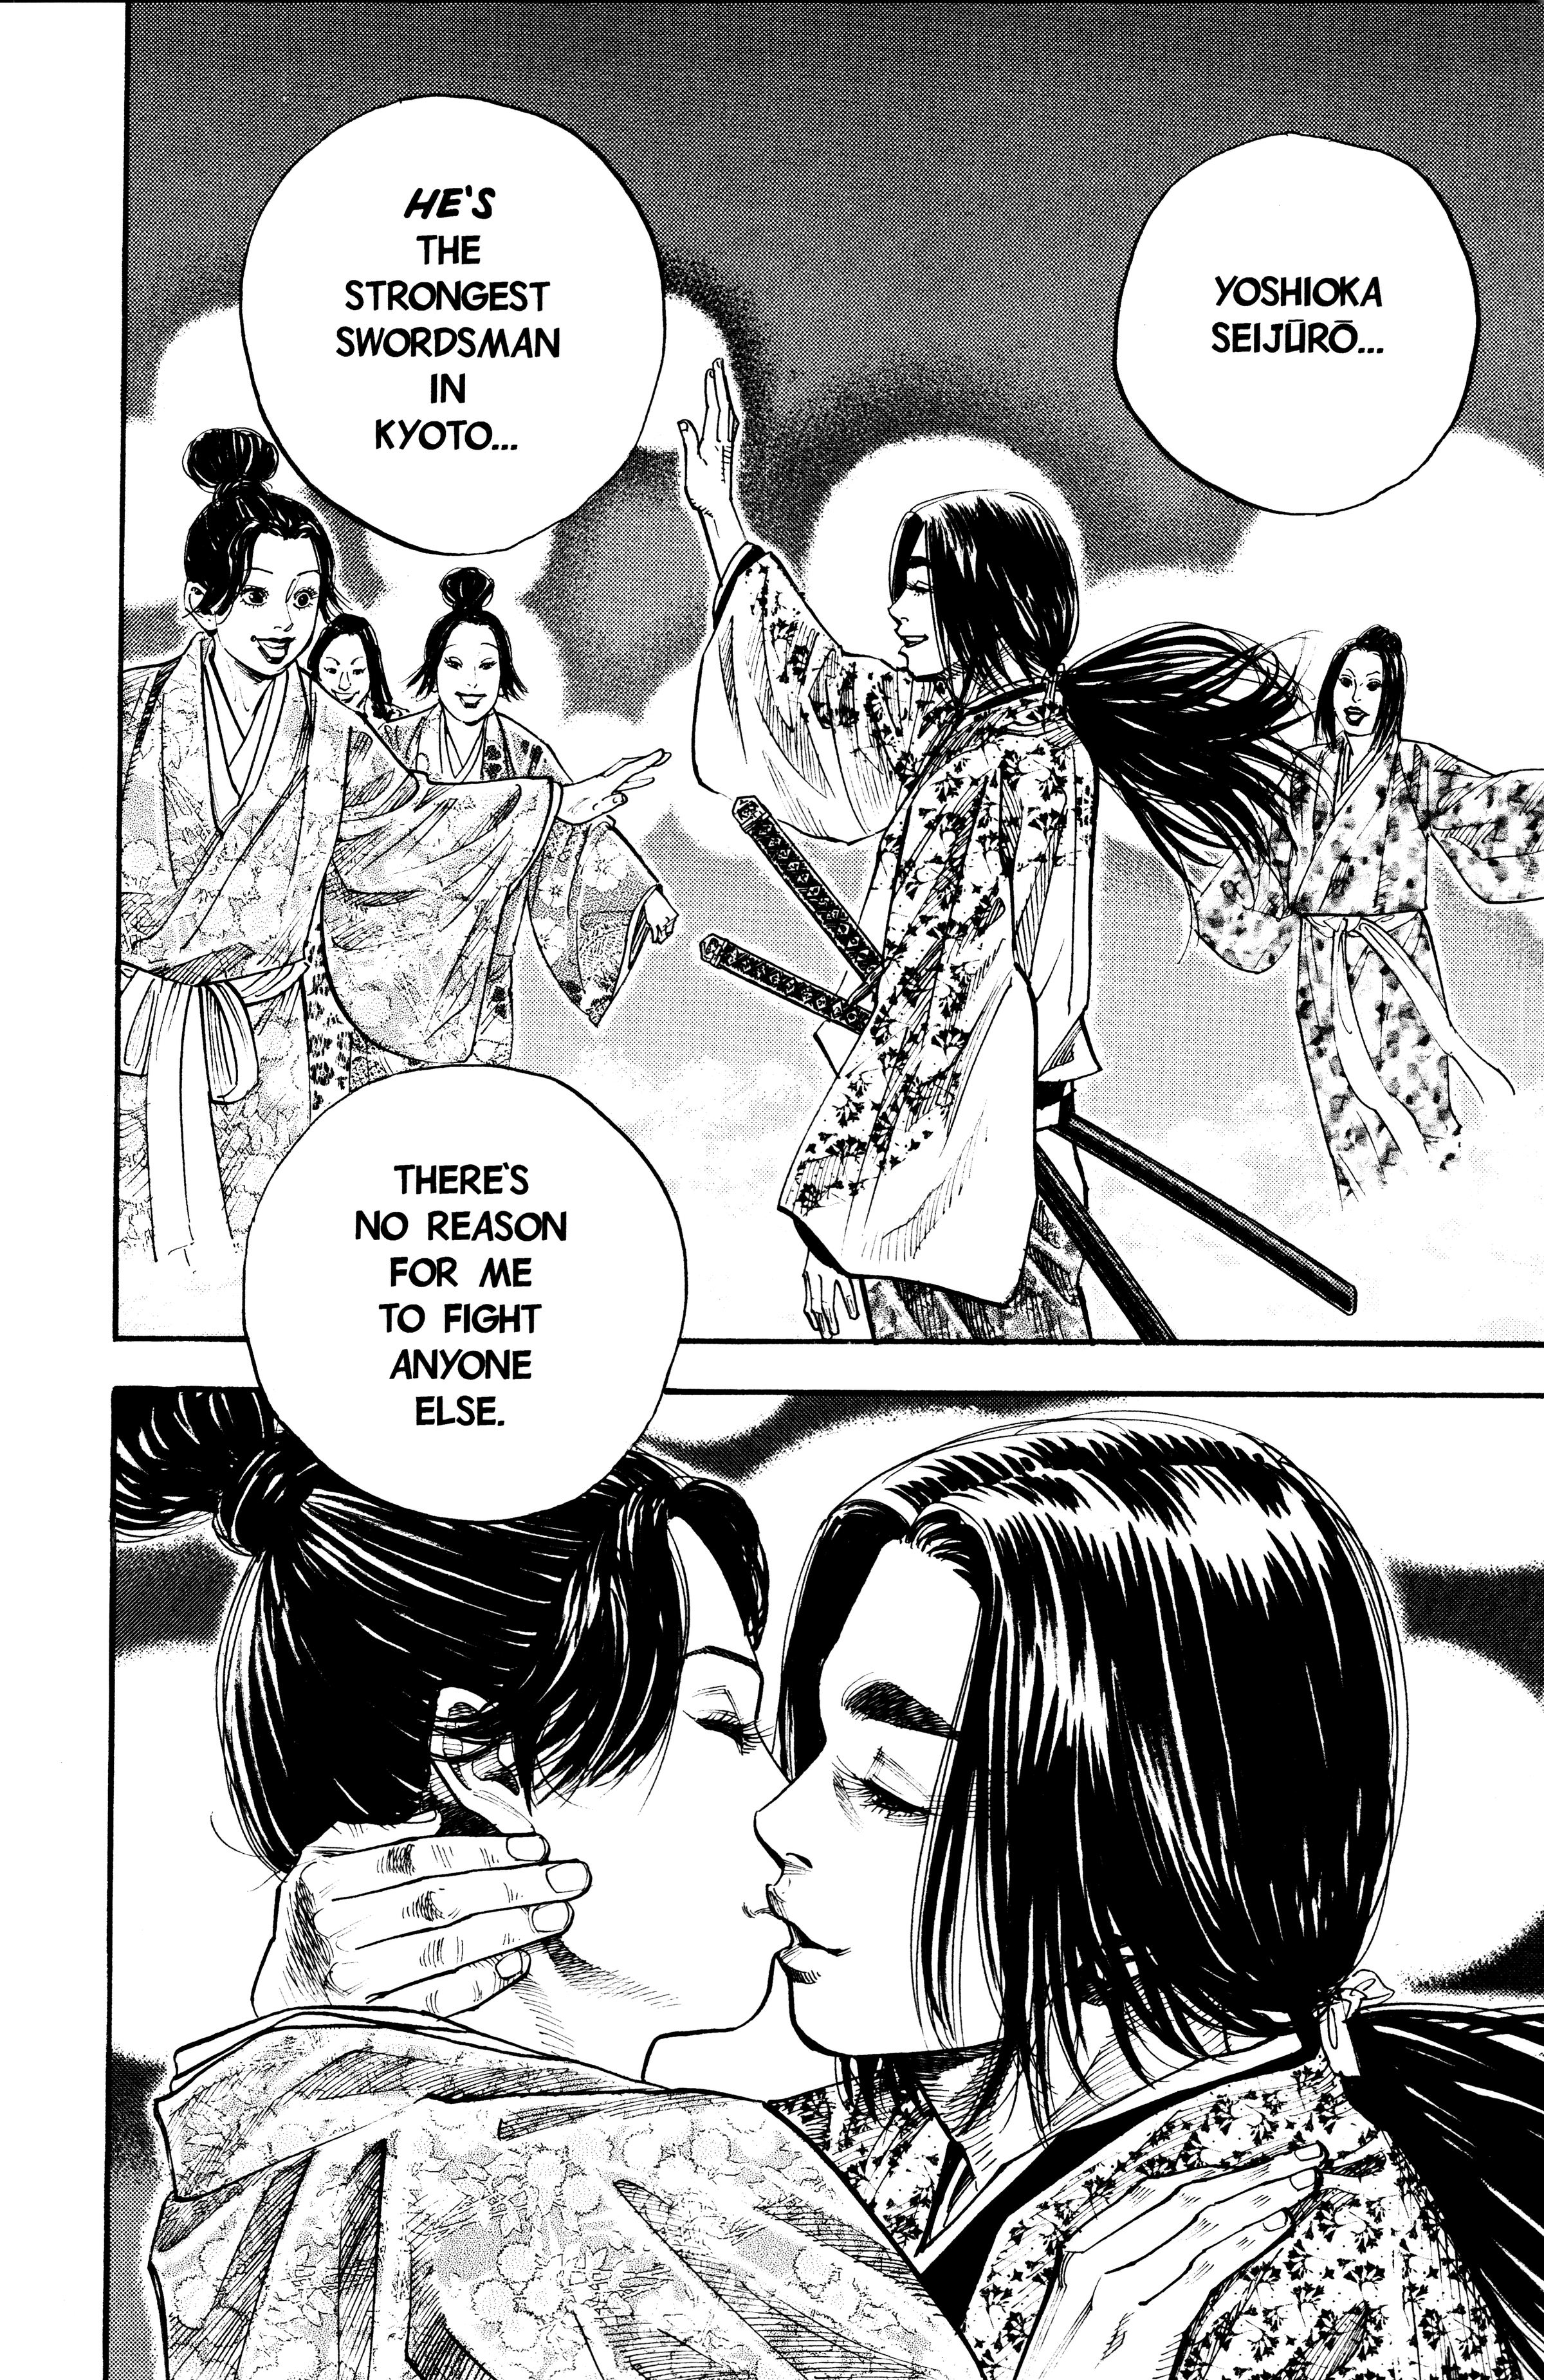 YOSHIOKA
SEIJŪRŌ...
HE'S
THE
STRONGEST
SWORDSMAN
IN
KYOTO...
THERE'S
NO REASON
FOR ME
TO FIGHT
ANYONE
ELSE.